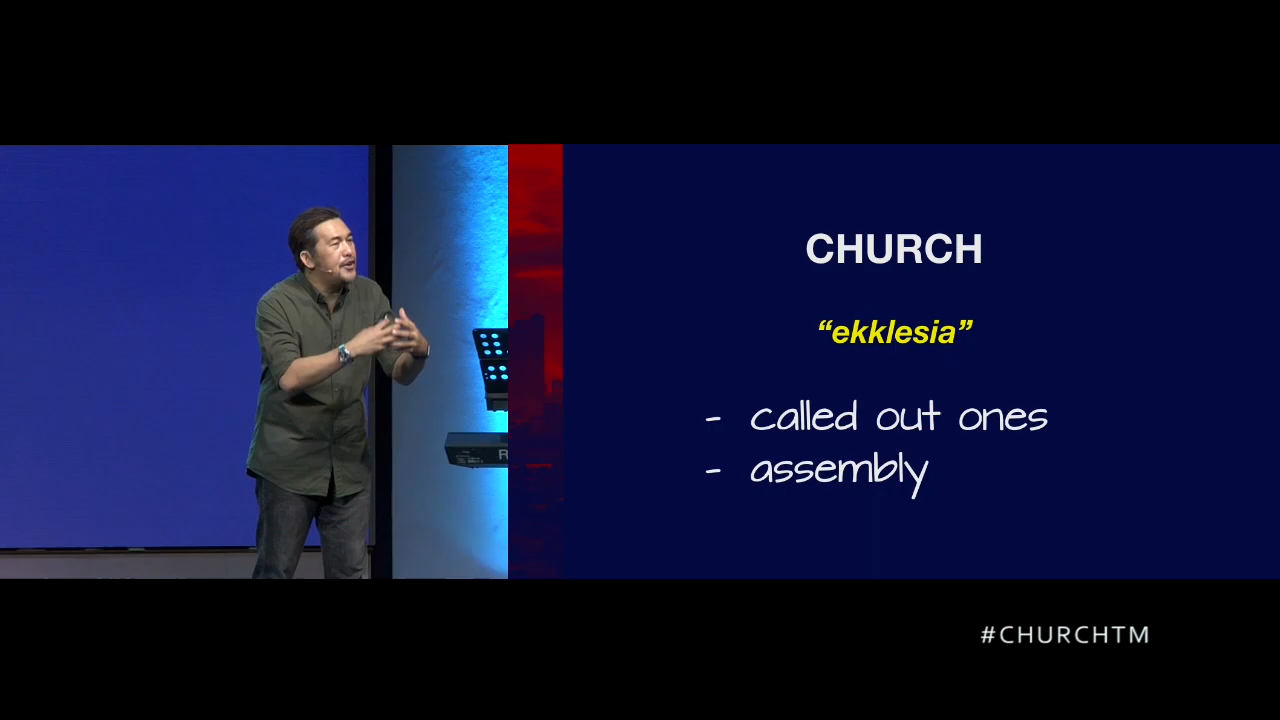 CHURCH
“ekklesia”
- called out ones
- assembly
R
#CHURCHTM